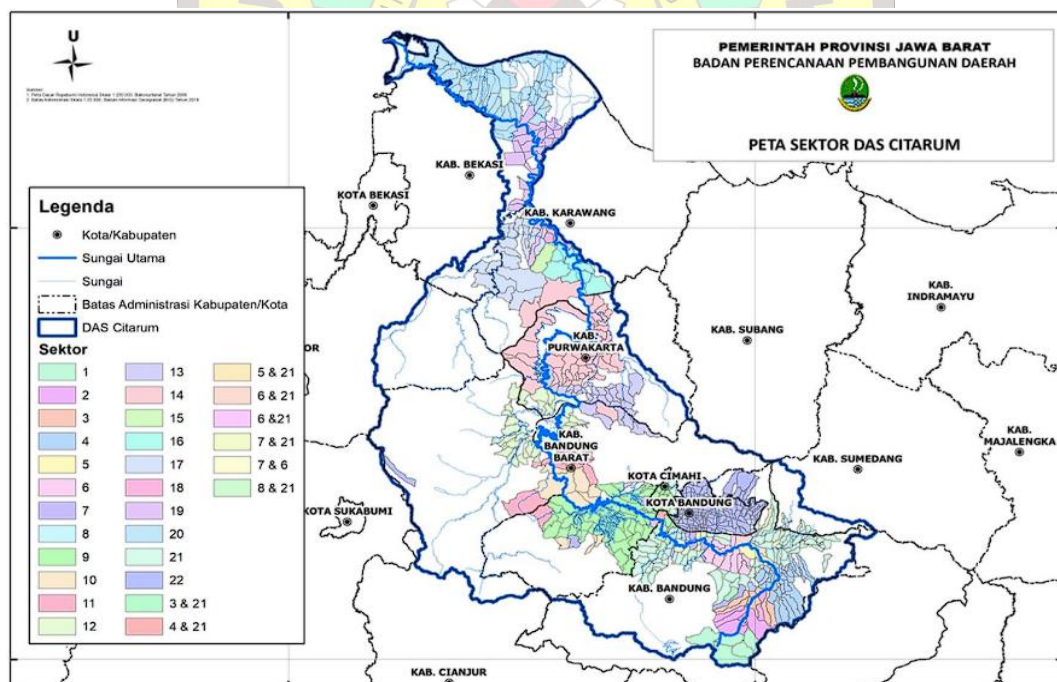 U
Sumber:
PEMERINTAH PROVINSI JAWA BARAT
BADAN PERENCANAAN PEMBANGUNAN DAERAH
PETA SEKTOR DAS CITARUM
KAB. BEKASI
KOTA BEKASI
KAB. KARAWANG
KAB. INDRAMAYU
KAB. SUBANG
KAB. PURWAKARTA
OR
KAB. MAJALENGKA
KAB. BANDUNG BARAT
KAB. SUMEDANG
KOTA CIMAHI
KOTA BANDUNG
KOTA SUKABUMI
KAB. BANDUNG
KAB. CIANJUR
Legenda
Kota/Kabupaten
Sungai Utama
Sungai
Batas Administrasi Kabupaten/Kota
DAS Citarum
Sektor
1
2
3
4
5
6
7
8
9
10
11
12
13
14
15
16
17
18
19
20
21
22
3 & 21
4 & 21
5 & 21
6 & 21
6 &21
7 & 21
7 & 6
8 & 21